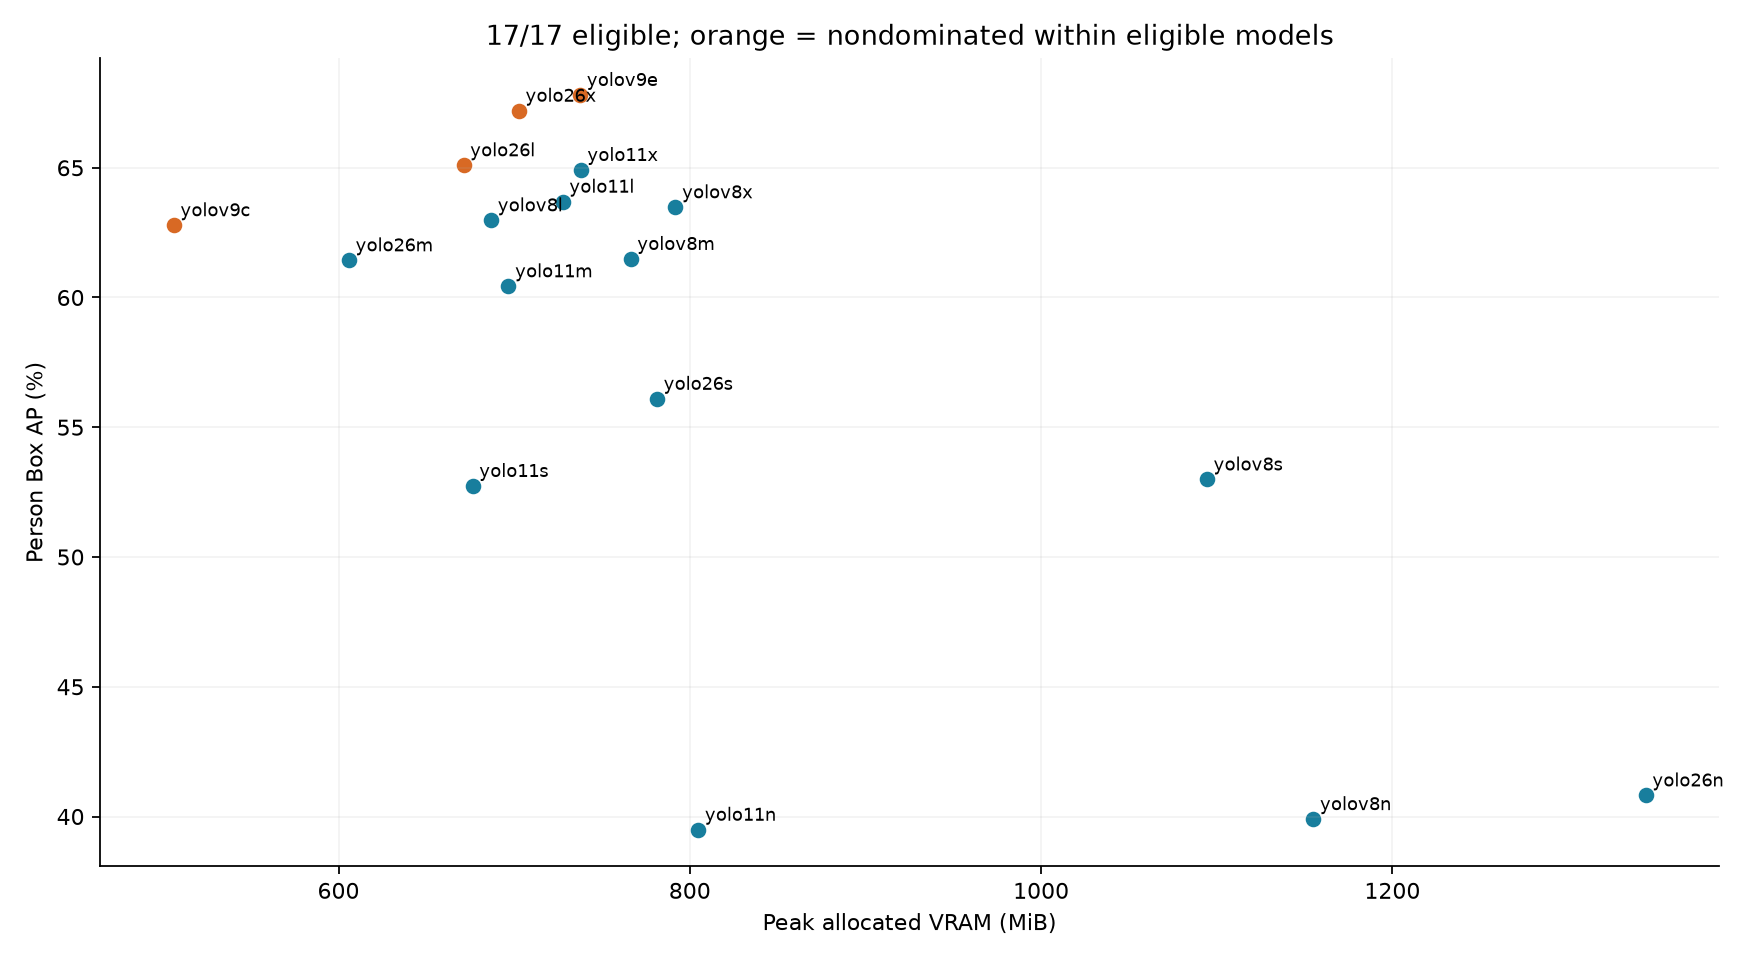 17/17 eligible; orange = nondominated within eligible models
yolov9e
yolo26x
yolo26l
yolo11x
65
yolo11l
yolov8x
yolov8l
yolov9c
yolo26m
yolov8m
yolo11m
60
yolo26s
55
yolo11s
yolov8s
Person Box AP (%)
50
45
yolo26n
yolov8n
yolo11n
40
600
800
1000
1200
Peak allocated VRAM (MiB)